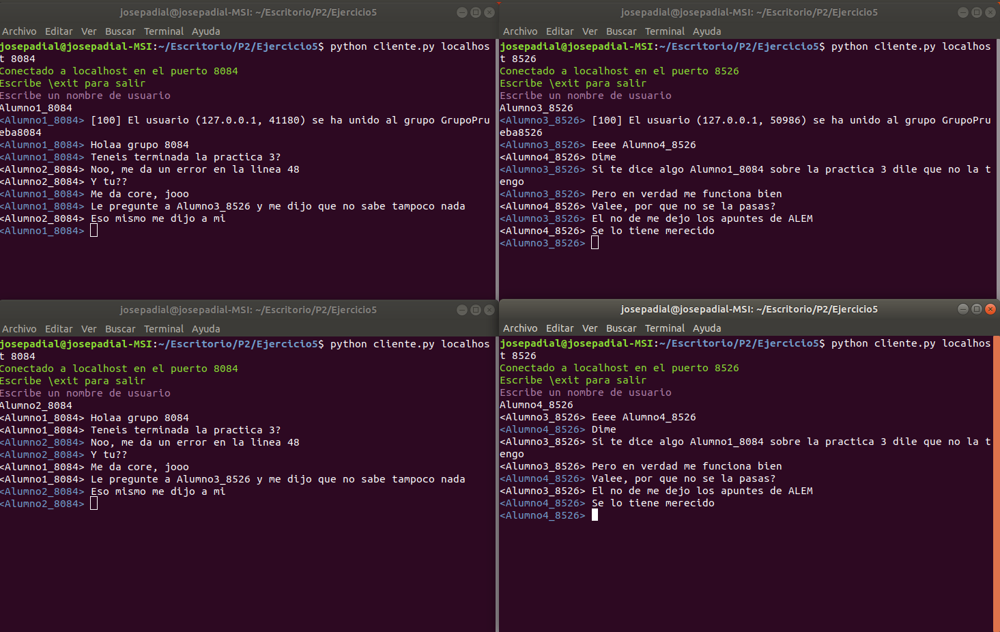 josepadial@josepadial-MSI: ~/Escritorio/P2/Ejercicio5
Archivo Editar Ver Buscar Terminal Ayuda
josepadial@josepadial-MSI:~/Escritorio/P2/Ejercicio5$ python cliente.py localhos
t 8084
Conectado a localhost en el puerto 8084
Escribe \exit para salir
Escribe un nombre de usuario
Alumno1_8084
<Alumno1_8084> [100] El usuario (127.0.0.1, 41180) se ha unido al grupo GrupoPru
eba8084
<Alumno1_8084> Holaa grupo 8084
<Alumno1_8084> Teneis terminada la practica 3?
<Alumno2_8084> Noo, me da un error en la linea 48
<Alumno2_8084> Y tu??
<Alumno1_8084> Me da core, jooo
<Alumno1_8084> Le pregunte a Alumno3_8526 y me dijo que no sabe tampoco nada
<Alumno2_8084> Eso mismo me dijo a mi
<Alumno1_8084>
josepadial@josepadial-MSI: ~/Escritorio/P2/Ejercicio5
Archivo Editar Ver Buscar Terminal Ayuda
josepadial@josepadial-MSI:~/Escritorio/P2/Ejercicio5$ python cliente.py localhos
t 8526
Conectado a localhost en el puerto 8526
Escribe \exit para salir
Escribe un nombre de usuario
Alumno3_8526
<Alumno3_8526> [100] El usuario (127.0.0.1, 50986) se ha unido al grupo GrupoPru
eba8526
<Alumno3_8526> Eeee Alumno4_8526
<Alumno4_8526> Dime
<Alumno3_8526> Si te dice algo Alumno1_8084 sobre la practica 3 dile que no la t
engo
<Alumno3_8526> Pero en verdad me funciona bien
<Alumno4_8526> Valee, por que no se la pasas?
<Alumno3_8526> El no de me dejo los apuntes de ALEM
<Alumno4_8526> Se lo tiene merecido
<Alumno3_8526>
josepadial@josepadial-MSI: ~/Escritorio/P2/Ejercicio5
Archivo Editar Ver Buscar Terminal Ayuda
josepadial@josepadial-MSI:~/Escritorio/P2/Ejercicio5$ python cliente.py localhos
t 8084
Conectado a localhost en el puerto 8084
Escribe \exit para salir
Escribe un nombre de usuario
Alumno2_8084
<Alumno1_8084> Holaa grupo 8084
<Alumno1_8084> Teneis terminada la practica 3?
<Alumno2_8084> Noo, me da un error en la linea 48
<Alumno2_8084> Y tu??
<Alumno1_8084> Me da core, jooo
<Alumno1_8084> Le pregunte a Alumno3_8526 y me dijo que no sabe tampoco nada
<Alumno2_8084> Eso mismo me dijo a mi
<Alumno2_8084>
josepadial@josepadial-MSI: ~/Escritorio/P2/Ejercicio5
Archivo Editar Ver Buscar Terminal Ayuda
josepadial@josepadial-MSI:~/Escritorio/P2/Ejercicio5$ python cliente.py localhos
t 8526
Conectado a localhost en el puerto 8526
Escribe \exit para salir
Escribe un nombre de usuario
Alumno4_8526
<Alumno3_8526> Eeee Alumno4_8526
<Alumno4_8526> Dime
<Alumno3_8526> Si te dice algo Alumno1_8084 sobre la practica 3 dile que no la t
engo
<Alumno3_8526> Pero en verdad me funciona bien
<Alumno4_8526> Valee, por que no se la pasas?
<Alumno3_8526> El no de me dejo los apuntes de ALEM
<Alumno4_8526> Se lo tiene merecido
<Alumno4_8526>